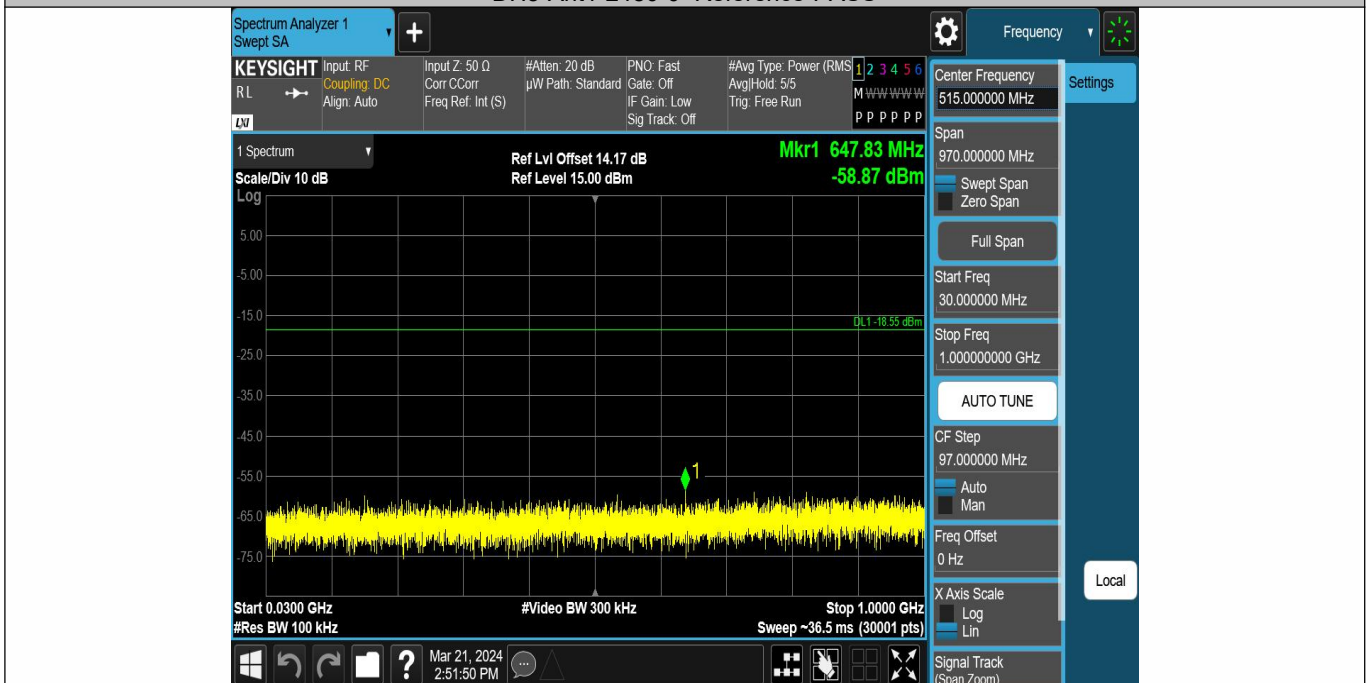 Spectrum Analyzer 1
Swept SA
+
Frequency
KEYSIGHT
RL
LXI
Input: RF
Coupling: DC
Align: Auto
Input Z: 50 Ω
Corr CCorr
Freq Ref: Int (S)
#Atten: 20 dB
µW Path: Standard
PNO: Fast
Gate: Off
IF Gain: Low
Sig Track: Off
#Avg Type: Power (RMS
Avg|Hold: 5/5
Trig: Free Run
1 2 3 4 5 6
M W W W W W
P P P P P P
Center Frequency
515.000000 MHz
Settings
1 Spectrum
Scale/Div 10 dB
Log
Ref Lvl Offset 14.17 dB
Ref Level 15.00 dBm
Mkr1 647.83 MHz
-58.87 dBm
Span
970.000000 MHz
Swept Span
Zero Span
Full Span
5.00
-5.00
-15.0
DL1 -18.55 dBm
-25.0
-35.0
-45.0
-55.0
1
-65.0
-75.0
Start Freq
30.000000 MHz
Stop Freq
1.000000000 GHz
AUTO TUNE
CF Step
97.000000 MHz
Auto
Man
Freq Offset
0 Hz
Local
X Axis Scale
Log
Lin
Start 0.0300 GHz
#Res BW 100 kHz
#Video BW 300 kHz
Stop 1.0000 GHz
Sweep ~36.5 ms (30001 pts)
?
Mar 21, 2024
2:51:50 PM
Signal Track
(Span Zoom)